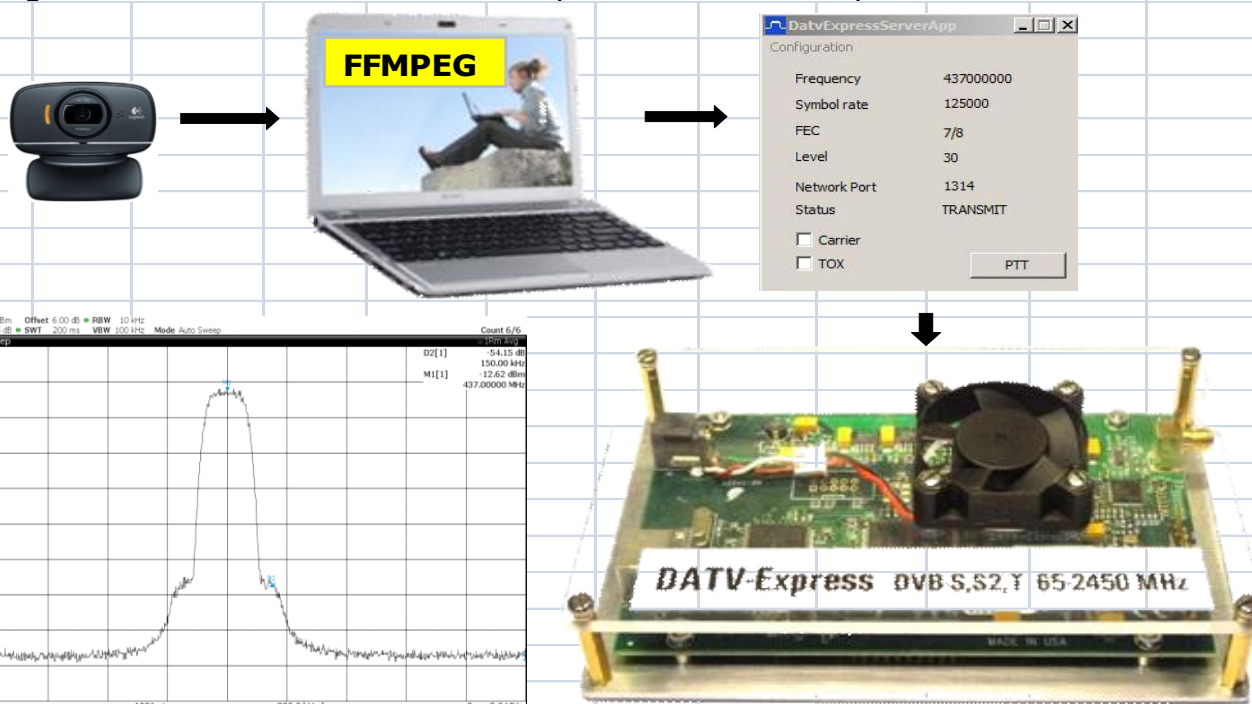 FFMPEG
DatvExpressServerApp
Configuration
Frequency 437000000
Symbol rate 125000
FEC 7/8
Level 30
Network Port 1314
Status TRANSMIT
Carrier
TOX
PTT
Offset 6.00 dB RBW 10 kHz
SWT 200 ms VBW 100 kHz Mode Auto Sweep
Count 6/6
1Rm Avg
D2[1] -54.15 dB
150.00 kHz
M1[1] -12.62 dBm
437.00000 MHz
M1
DATV-Express DVB-S,S2,T 65-2450 MHz
MADE IN USA